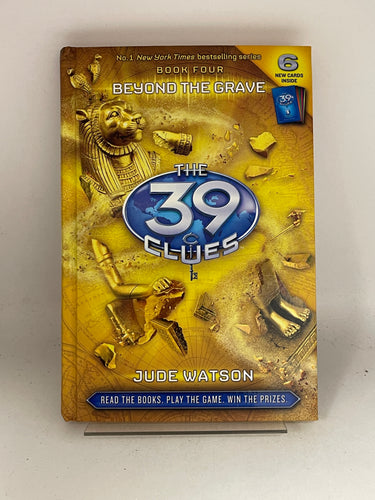 No. 1 New York Times bestselling series
BOOK FOUR
BEYOND THE GRAVE
6
NEW CARDS
INSIDE
39
THE
39
CLUES
JUDE WATSON
READ THE BOOKS. PLAY THE GAME. WIN THE PRIZES.